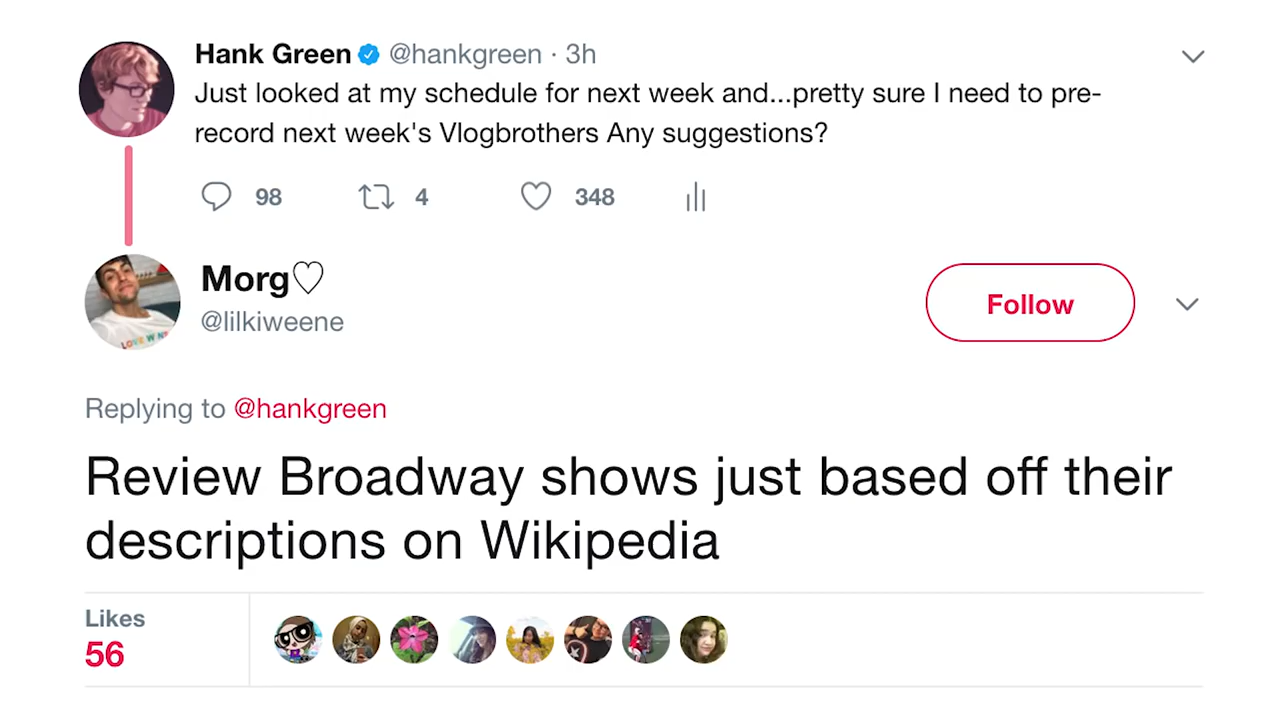 Hank Green @hankgreen · 3h
Just looked at my schedule for next week and...pretty sure I need to pre-
record next week's Vlogbrothers Any suggestions?
98 4 348
Morg♡
@lilkiweene
Follow
Replying to @hankgreen
Review Broadway shows just based off their
descriptions on Wikipedia
Likes
56